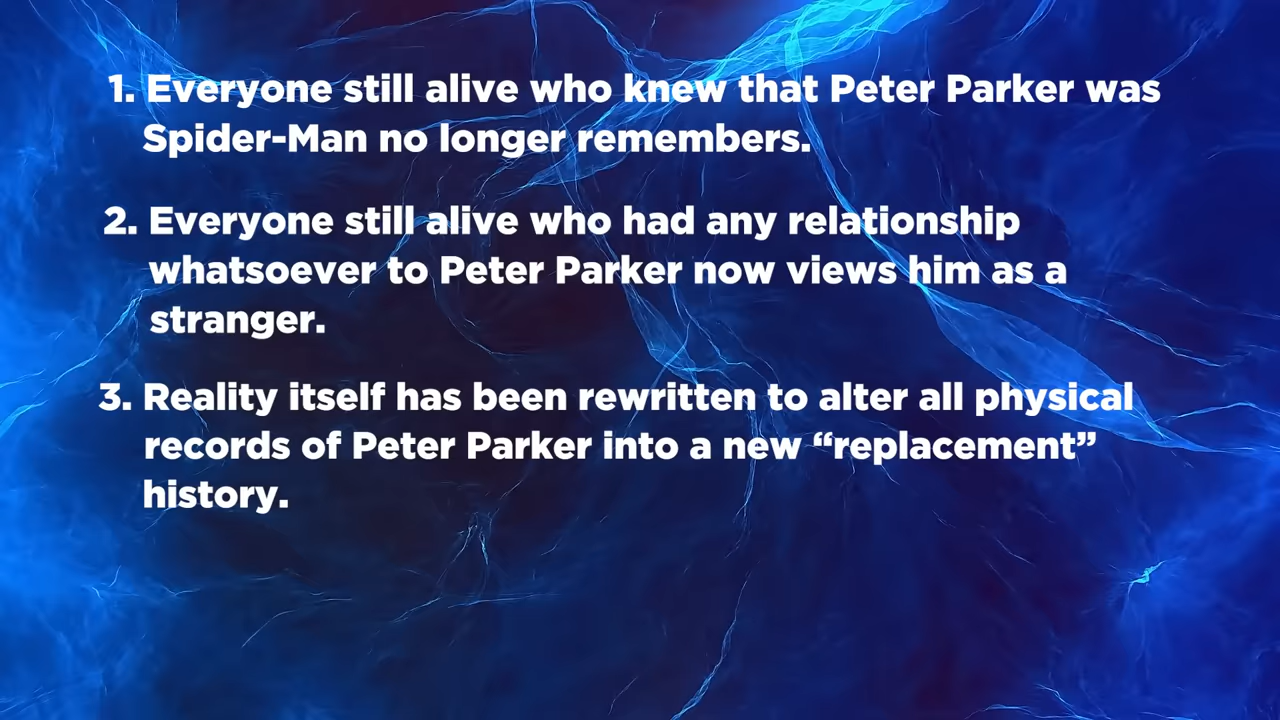 1. Everyone still alive who knew that Peter Parker was
Spider-Man no longer remembers.
2. Everyone still alive who had any relationship
whatsoever to Peter Parker now views him as a
stranger.
3. Reality itself has been rewritten to alter all physical
records of Peter Parker into a new “replacement”
history.